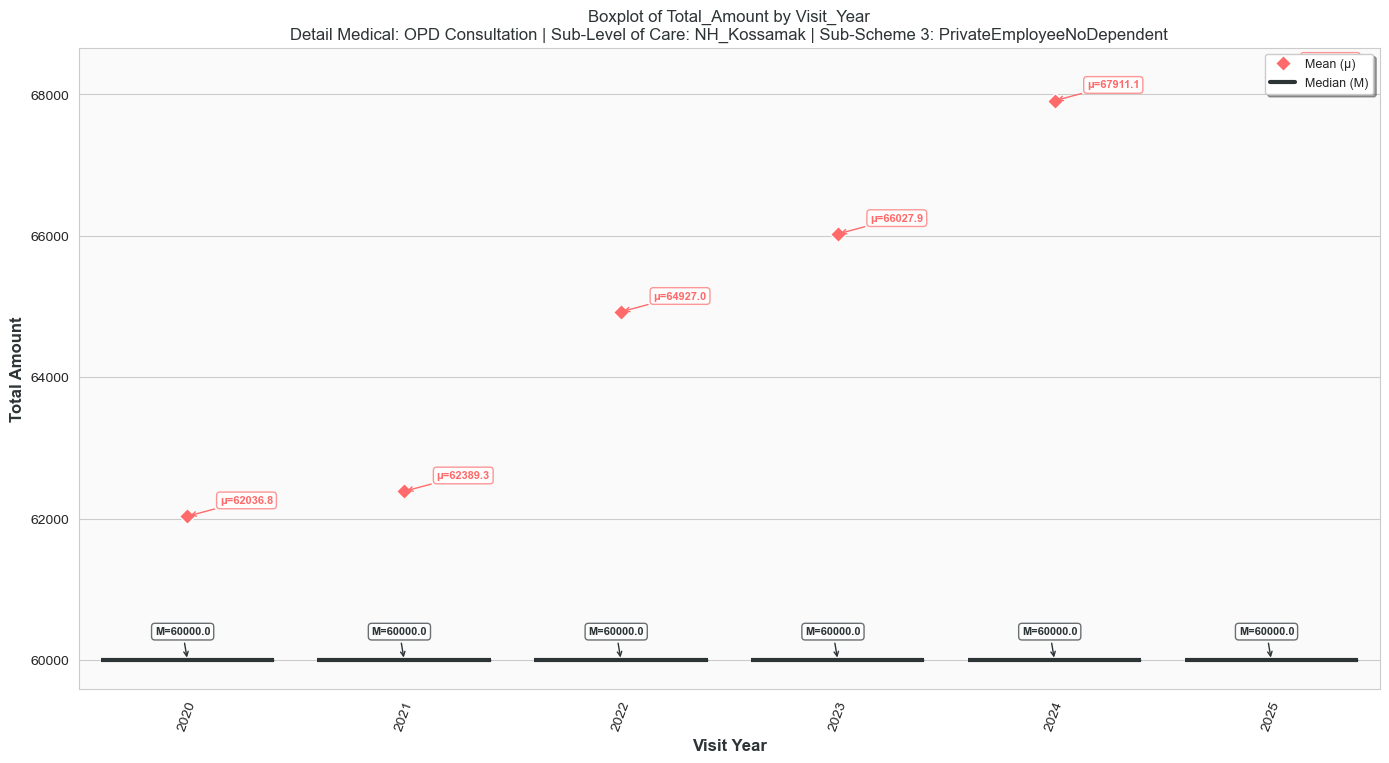 Boxplot of Total_Amount by Visit_Year
Detail Medical: OPD Consultation | Sub-Level of Care: NH_Kossamak | Sub-Scheme 3: PrivateEmployeeNoDependent
Mean (μ)
Median (M)
68000
66000
64000
62000
60000
Total Amount
μ=67911.1
μ=66027.9
μ=64927.0
μ=62389.3
μ=62036.8
M=60000.0
M=60000.0
M=60000.0
M=60000.0
M=60000.0
M=60000.0
2020
2021
2022
2023
2024
2025
Visit Year